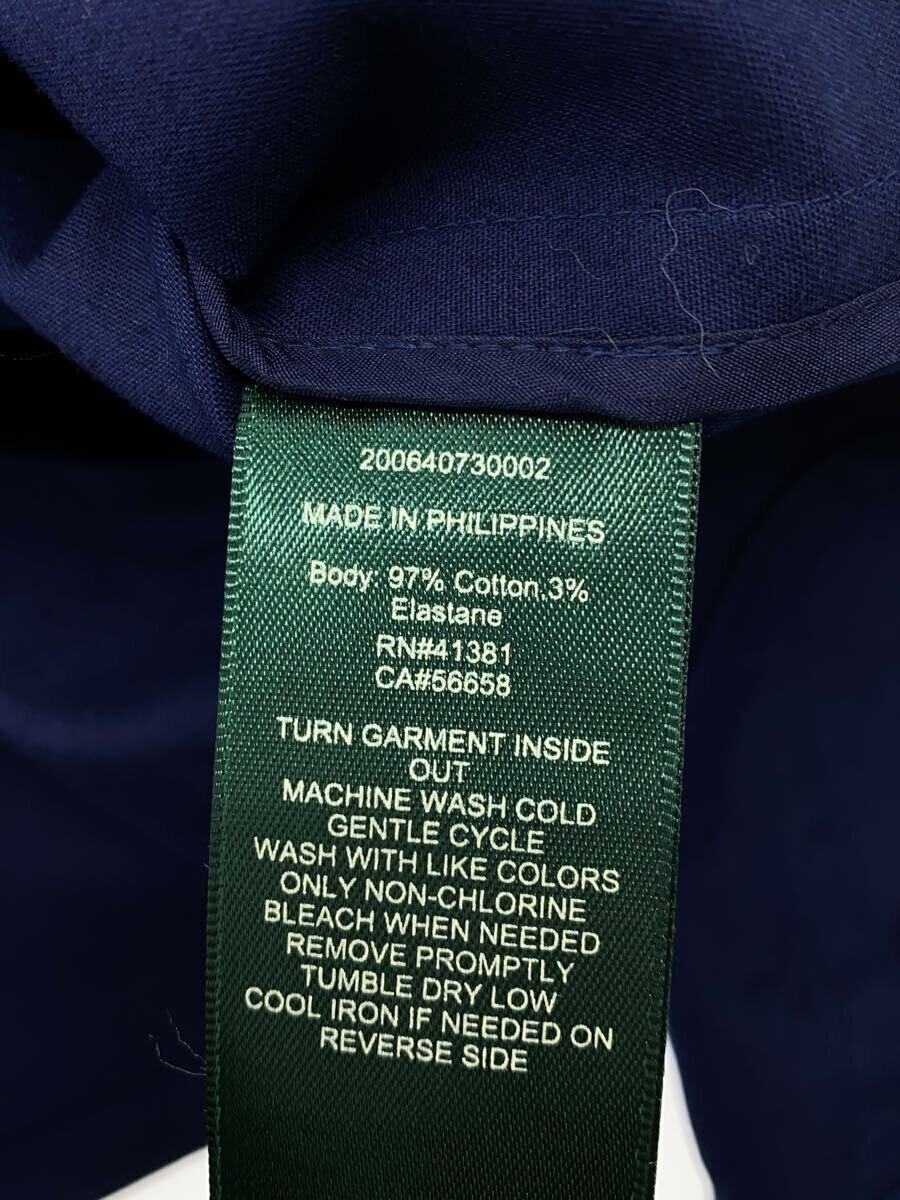 200640730002
MADE IN PHILIPPINES
Body: 97% Cotton.3%
Elastane
RN#41381
CA#56658
TURN GARMENT INSIDE
OUT
MACHINE WASH COLD
GENTLE CYCLE
WASH WITH LIKE COLORS
ONLY NON-CHLORINE
BLEACH WHEN NEEDED
REMOVE PROMPTLY
TUMBLE DRY LOW
COOL IRON IF NEEDED ON
REVERSE SIDE